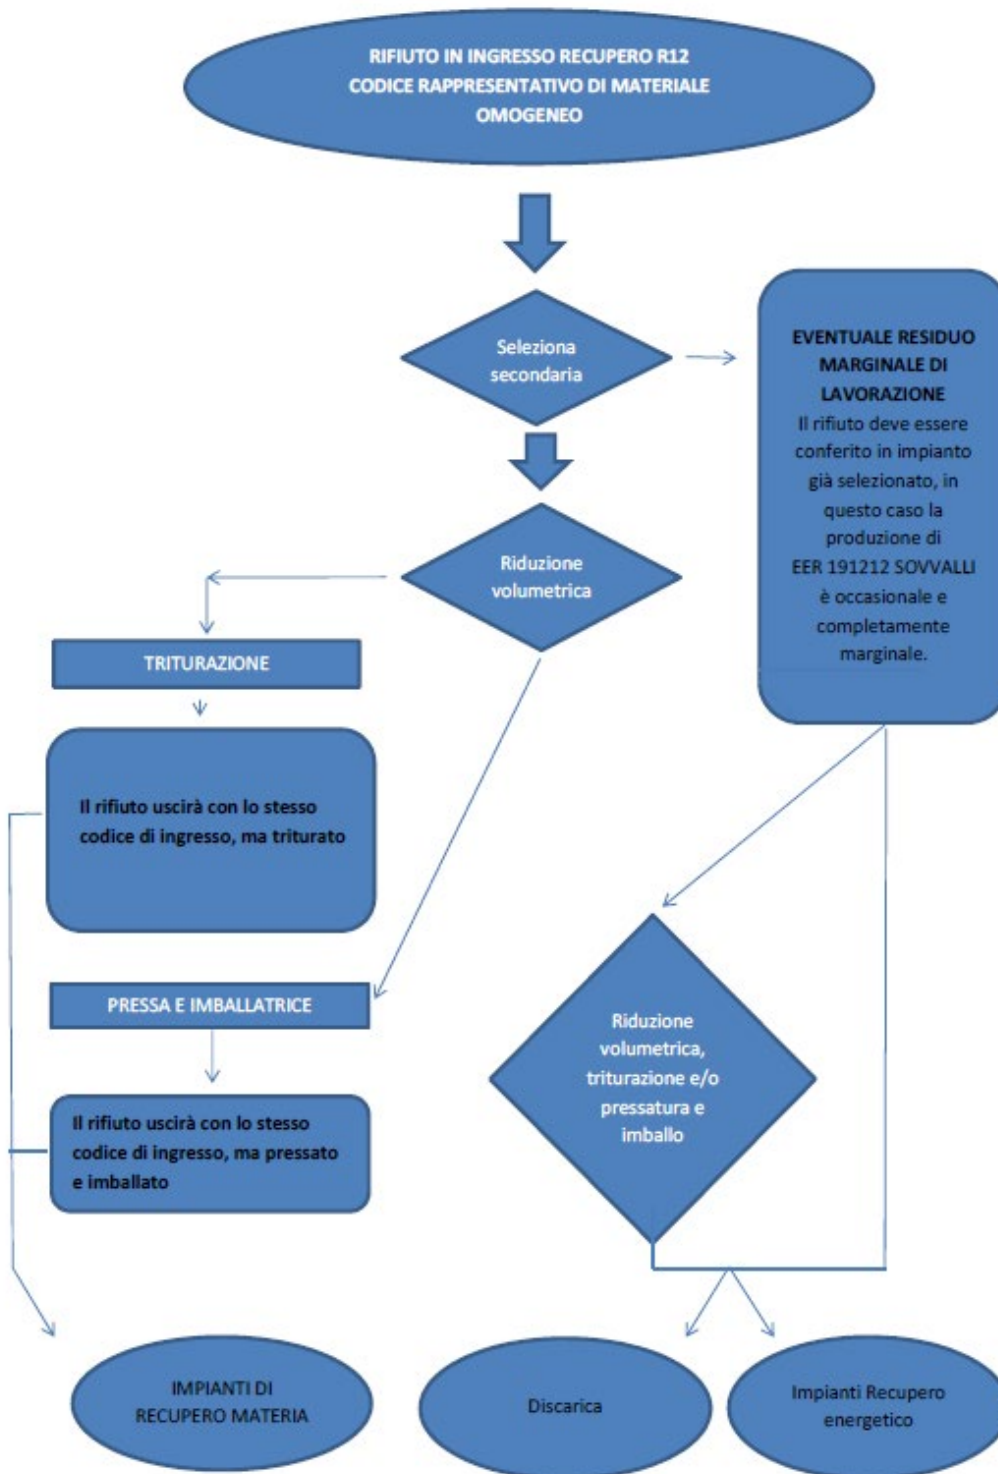 RIFIUTO IN INGRESSO RECUPERO R12
CODICE RAPPRESENTATIVO DI MATERIALE
OMOGENEO
Seleziona
secondaria
EVENTUALE RESIDUO
MARGINALE DI
LAVORAZIONE
Il rifiuto deve essere
conferito in impianto
già selezionato, in
questo caso la
produzione di
EER 191212 SOVVALLI
è occasionale e
completamente
marginale.
Riduzione
volumetrica
TRITURAZIONE
Il rifiuto uscirà con lo stesso
codice di ingresso, ma triturato
PRESSA E IMBALLATRICE
Il rifiuto uscirà con lo stesso
codice di ingresso, ma pressato
e imballato
Riduzione
volumetrica,
triturazione e/o
pressatura e
imballo
IMPIANTI DI
RECUPERO MATERIA
Discarica
Impianti Recupero
energetico